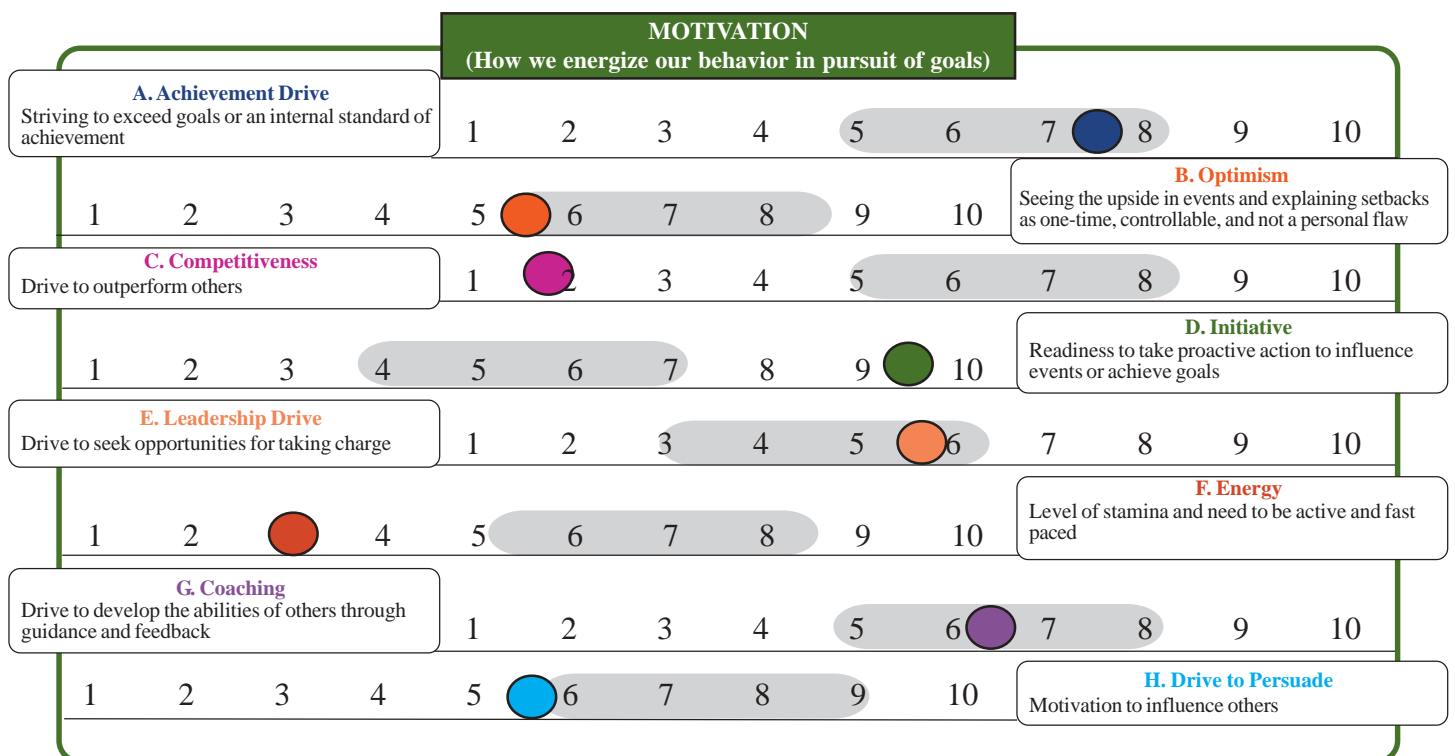 MOTIVATION
(How we energize our behavior in pursuit of goals)
A. Achievement Drive
Striving to exceed goals or an internal standard of
achievement
1 2 3 4 5 6 7 8 9 10
B. Optimism
Seeing the upside in events and explaining setbacks
as one-time, controllable, and not a personal flaw
1 2 3 4 5 6 7 8 9 10
C. Competitiveness
Drive to outperform others
1 2 3 4 5 6 7 8 9 10
D. Initiative
Readiness to take proactive action to influence
events or achieve goals
1 2 3 4 5 6 7 8 9 10
E. Leadership Drive
Drive to seek opportunities for taking charge
1 2 3 4 5 6 7 8 9 10
F. Energy
Level of stamina and need to be active and fast
paced
1 2 4 5 6 7 8 9 10
G. Coaching
Drive to develop the abilities of others through
guidance and feedback
1 2 3 4 5 6 7 8 9 10
H. Drive to Persuade
Motivation to influence others
1 2 3 4 5 6 7 8 9 10